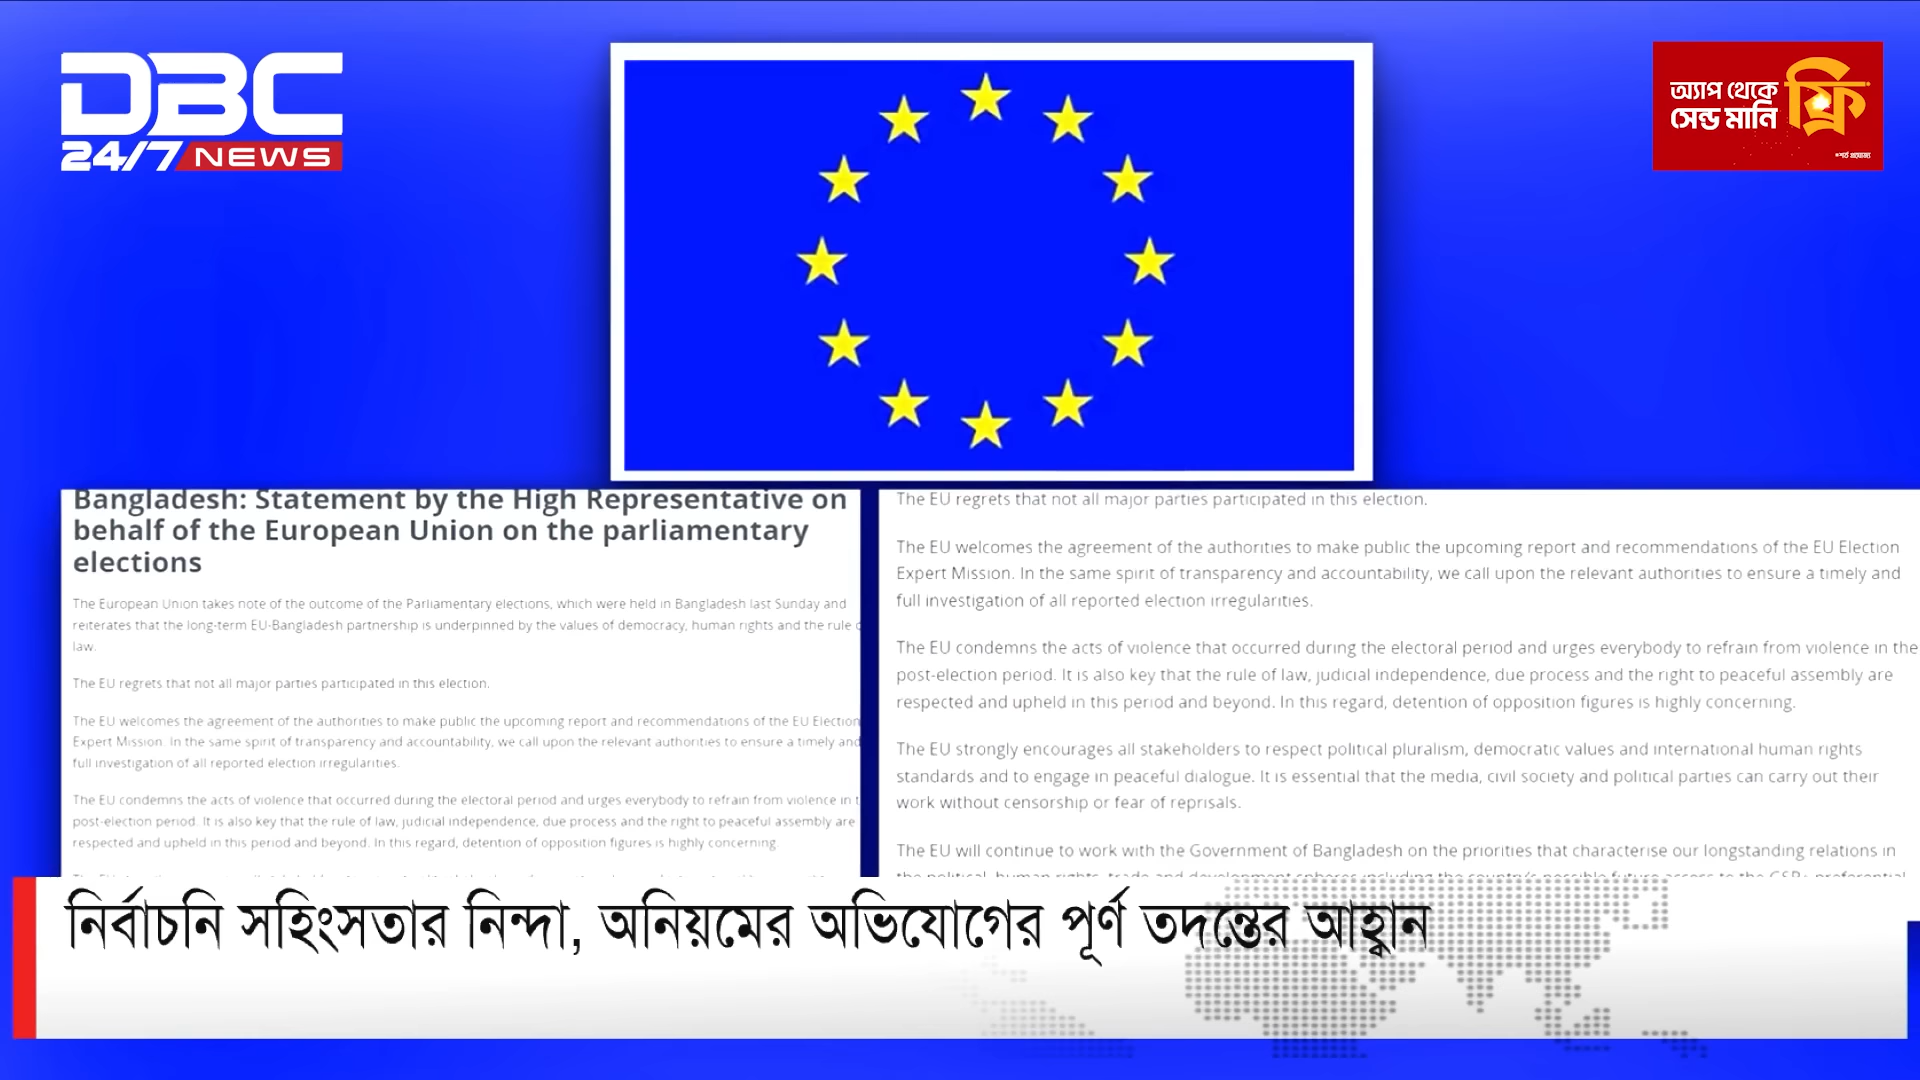 DBC
24/7 NEWS
অ্যাপ থেকে
সেন্ড মানি
ফ্রি
*শর্ত প্রযোজ্য
Bangladesh: Statement by the High Representative on
behalf of the European Union on the parliamentary
elections
The European Union takes note of the outcome of the Parliamentary elections, which were held in Bangladesh last Sunday and
reiterates that the long-term EU-Bangladesh partnership is underpinned by the values of democracy, human rights and the rule
law.
The EU regrets that not all major parties participated in this election.
The EU welcomes the agreement of the authorities to make public the upcoming report and recommendations of the EU Election
Expert Mission. In the same spirit of transparency and accountability, we call upon the relevant authorities to ensure a timely and
full investigation of all reported election irregularities.
The EU condemns the acts of violence that occurred during the electoral period and urges everybody to refrain from violence in
post-election period. It is also key that the rule of law, judicial independence, due process and the right to peaceful assembly are
respected and upheld in this period and beyond. In this regard, detention of opposition figures is highly concerning.
The EU regrets that not all major parties participated in this election.
The EU welcomes the agreement of the authorities to make public the upcoming report and recommendations of the EU Election
Expert Mission. In the same spirit of transparency and accountability, we call upon the relevant authorities to ensure a timely and
full investigation of all reported election irregularities.
The EU condemns the acts of violence that occurred during the electoral period and urges everybody to refrain from violence in the
post-election period. It is also key that the rule of law, judicial independence, due process and the right to peaceful assembly are
respected and upheld in this period and beyond. In this regard, detention of opposition figures is highly concerning.
The EU strongly encourages all stakeholders to respect political pluralism, democratic values and international human rights
standards and to engage in peaceful dialogue. It is essential that the media, civil society and political parties can carry out their
work without censorship or fear of reprisals.
The EU will continue to work with the Government of Bangladesh on the priorities that characterise our longstanding relations in
নির্বাচনি সহিংসতার নিন্দা, অনিয়মের অভিযোগের পূর্ণ তদন্তের আহ্বান